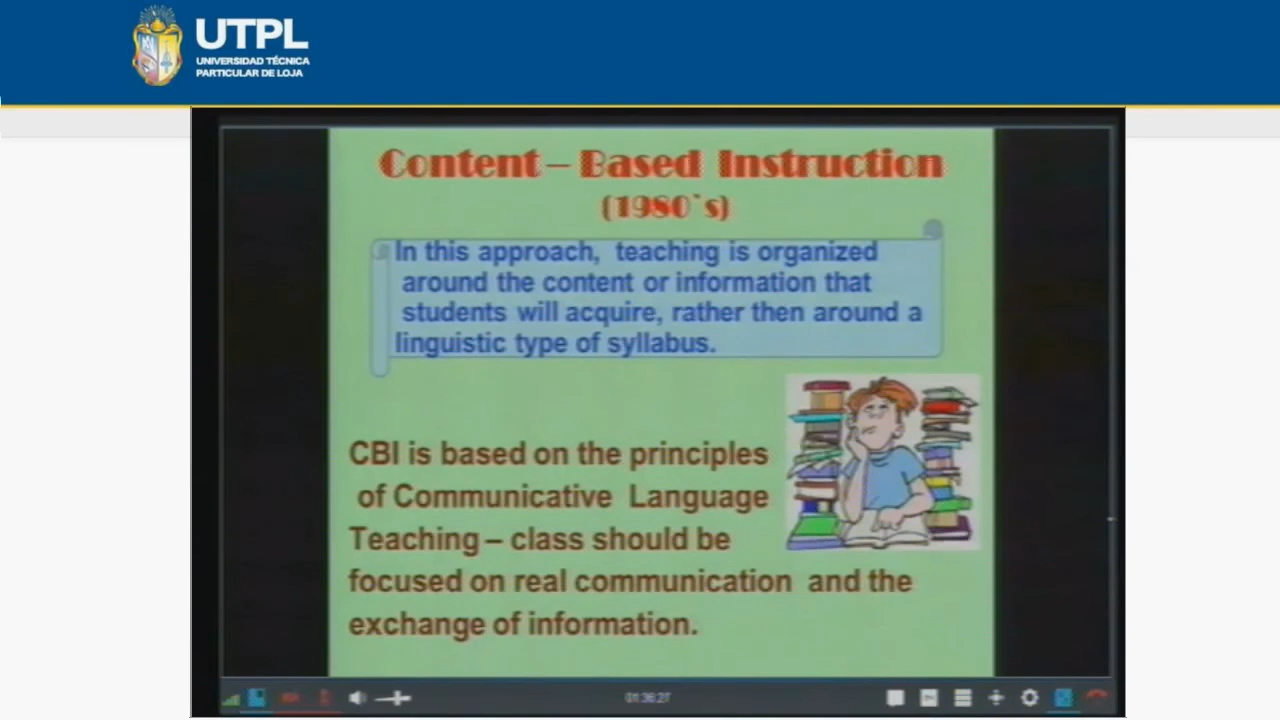 UTPL
UNIVERSIDAD TÉCNICA
PARTICULAR DE LOJA
Content – Based Instruction
(1980`s)
In this approach, teaching is organized
around the content or information that
students will acquire, rather then around a
linguistic type of syllabus.
CBI is based on the principles
of Communicative Language
Teaching – class should be
focused on real communication and the
exchange of information.
01:36:27